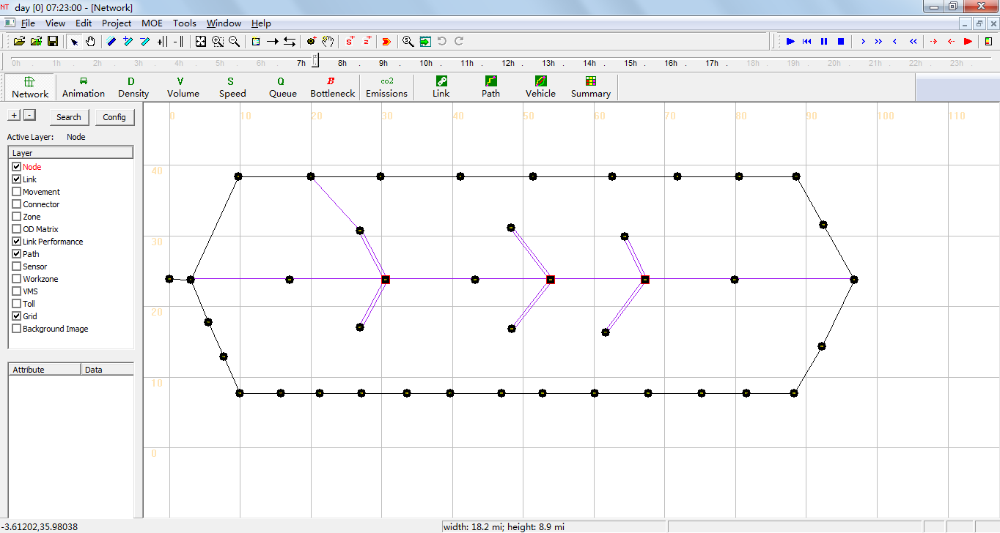 NT day [0] 07:23:00 - [Network]
File View Edit Project MOE Tools Window Help
0h 1h 2h 3h 4h 5h 6h 7h 8h 9h 10h 11h 12h 13h 14h 15h 16h 17h 18h 19h 20h 21h 22h 23h
D V S Q B co2
Network Animation Density Volume Speed Queue Bottleneck Emissions Link Path Vehicle Summary
+ - Search Config
Active Layer: Node
Layer
Node
Link
Movement
Connector
Zone
OD Matrix
Link Performance
Path
Sensor
Workzone
VMS
Toll
Grid
Background Image
Attribute Data
0 10 20 30 40 50 60 70 80 90 100 110
40
30
20
10
0
-3.61202,35.98038
width: 18.2 mi; height: 8.9 mi